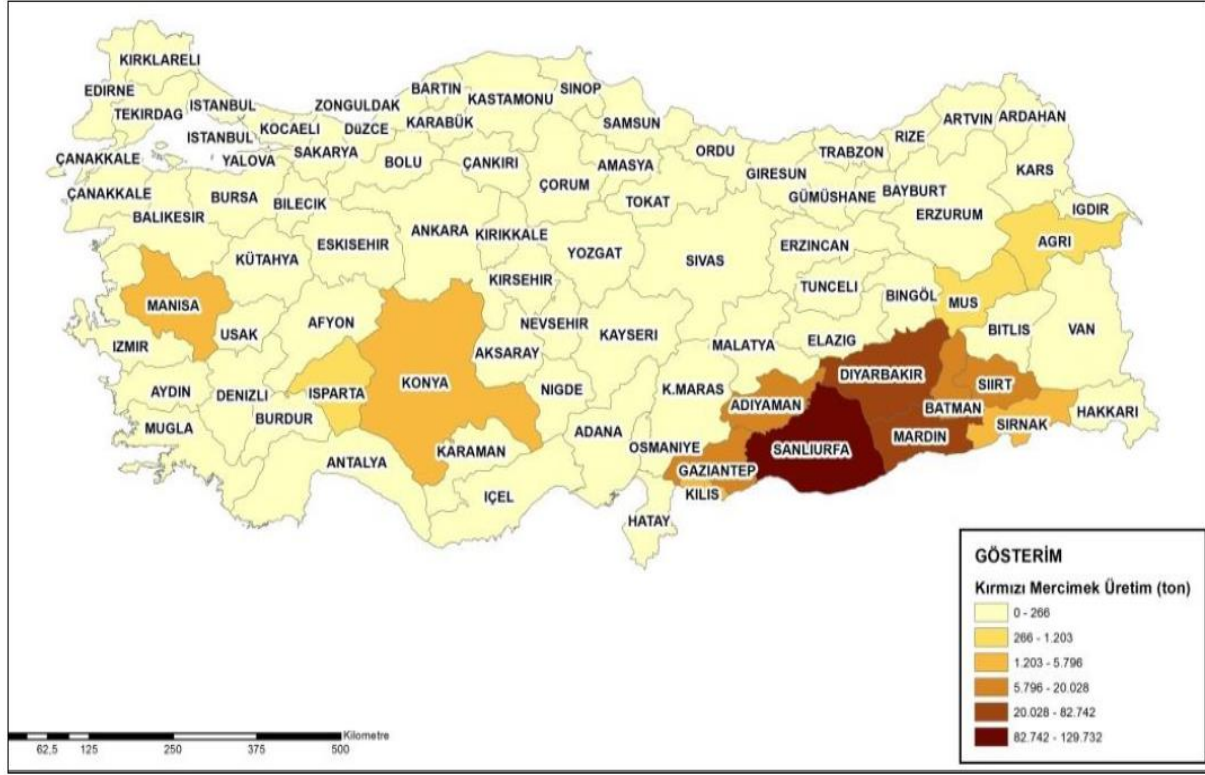 KIRKLARELI
EDIRNE
TEKIRDAG
ISTANBUL
ISTANBUL
KOCAELI
YALOVA
SAKARYA
DüZCE
ZONGULDAK
BARTIN
KARABÜK
KASTAMONU
SINOP
SAMSUN
ORDU
GIRESUN
TRABZON
RIZE
ARTVIN
ARDAHAN
KARS
IGDIR
ÇANAKKALE
ÇANAKKALE
BALIKESIR
BURSA
BILECIK
BOLU
ÇANKIRI
ÇORUM
AMASYA
TOKAT
GÜMÜSHANE
BAYBURT
ERZURUM
AGRI
KÜTAHYA
ESKISEHIR
ANKARA
KIRIKKALE
YOZGAT
SIVAS
ERZINCAN
TUNCELI
BINGÖL
MUS
BITLIS
VAN
MANISA
USAK
AFYON
KIRSEHIR
NEVSEHIR
KAYSERI
MALATYA
ELAZIG
IZMIR
AYDIN
DENIZLI
ISPARTA
BURDUR
KONYA
AKSARAY
NIGDE
K.MARAS
ADIYAMAN
DIYARBAKIR
BATMAN
SIIRT
SIRNAK
HAKKARI
MUGLA
ANTALYA
KARAMAN
IÇEL
ADANA
OSMANIYE
GAZIANTEP
KILIS
SANLIURFA
MARDIN
HATAY
GÖSTERİM
Kırmızı Mercimek Üretim (ton)
0 - 266
266 - 1.203
1.203 - 5.796
5.796 - 20.028
20.028 - 82.742
82.742 - 129.732
Kilometre
62,5 125 250 375 500